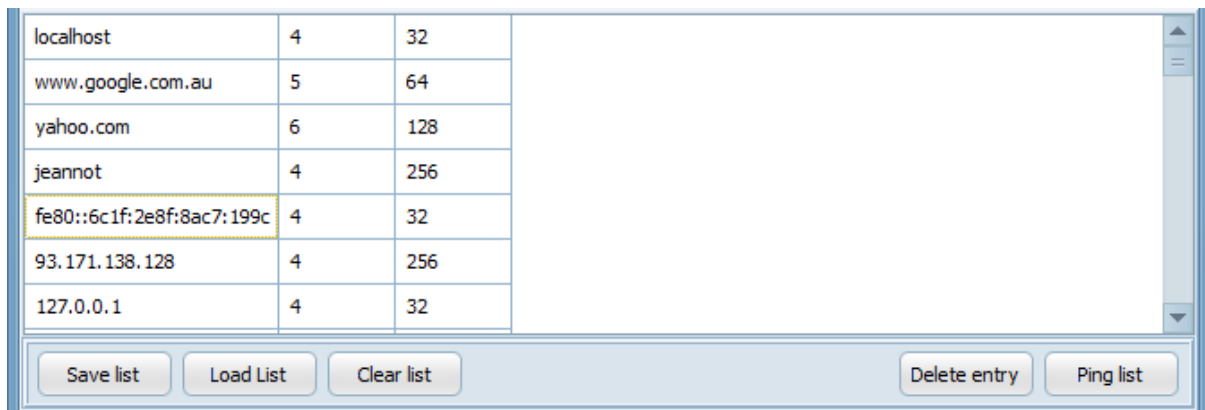 localhost 4 32
www.google.com.au 5 64
yahoo.com 6 128
jeannot 4 256
fe80::6c1f:2e8f:8ac7:199c 4 32
93.171.138.128 4 256
127.0.0.1 4 32
Save list Load List Clear list Delete entry Ping list